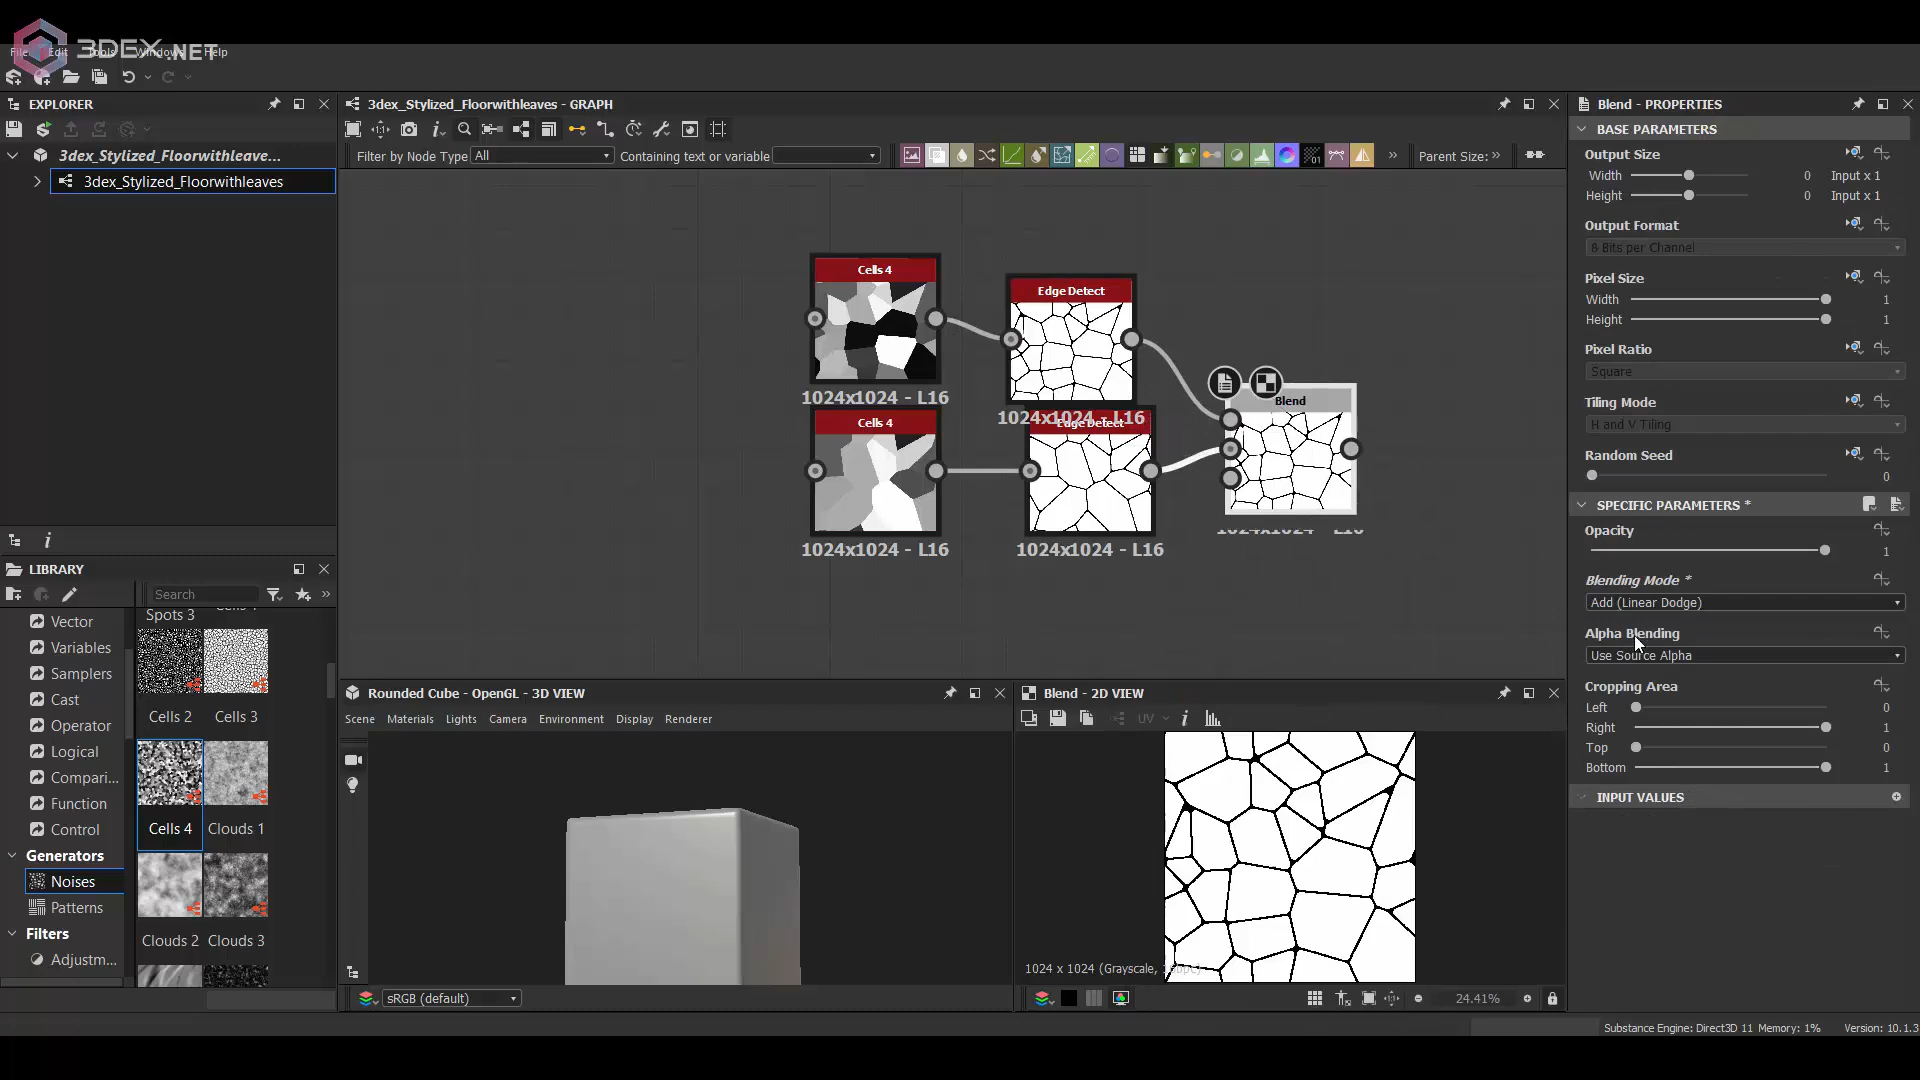 3DEX.NET
File Edit Tools Windows Help
EXPLORER
3dex_Stylized_Floorwithleave...
3dex_Stylized_Floorwithleaves
3dex_Stylized_Floorwithleaves - GRAPH
Filter by Node Type All Containing text or variable
Parent Size: »
Cells 4
1024x1024 - L16
Edge Detect
1024x1024 - L16
Blend
1024x1024 - L16
Cells 4
1024x1024 - L16
Edge Detect
1024x1024 - L16
LIBRARY
Search
Vector
Variables
Samplers
Cast
Operator
Logical
Compari...
Function
Control
Generators
Noises
Patterns
Filters
Adjustm...
Spots 3
Cells 2 Cells 3
Cells 4 Clouds 1
Clouds 2 Clouds 3
Rounded Cube - OpenGL - 3D VIEW
Scene Materials Lights Camera Environment Display Renderer
sRGB (default)
Blend - 2D VIEW
UV
1024 x 1024 (Grayscale,
24.41%
Blend - PROPERTIES
BASE PARAMETERS
Output Size
Width 0 Input x 1
Height 0 Input x 1
Output Format
8 Bits per Channel
Pixel Size
Width 1
Height 1
Pixel Ratio
Square
Tiling Mode
H and V Tiling
Random Seed
0
SPECIFIC PARAMETERS *
Opacity
1
Blending Mode *
Add (Linear Dodge)
Alpha Blending
Use Source Alpha
Cropping Area
Left 0
Right 1
Top 0
Bottom 1
INPUT VALUES
Substance Engine: Direct3D 11 Memory: 1% Version: 10.1.3